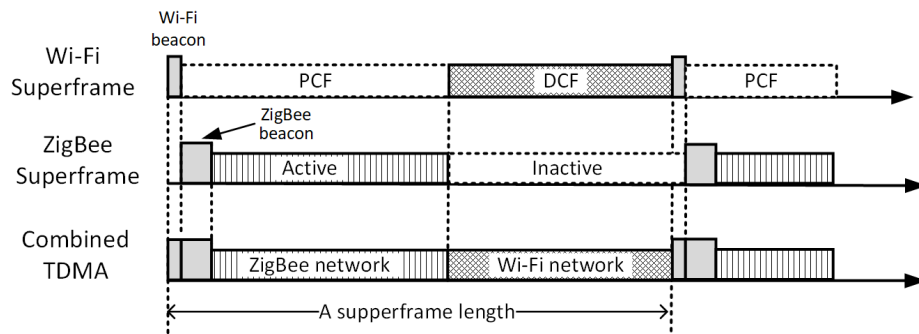 Wi-Fi
beacon
Wi-Fi
Superframe
PCF
DCF
PCF
ZigBee
beacon
ZigBee
Superframe
Active
Inactive
Combined
TDMA
ZigBee network
Wi-Fi network
A supperframe length